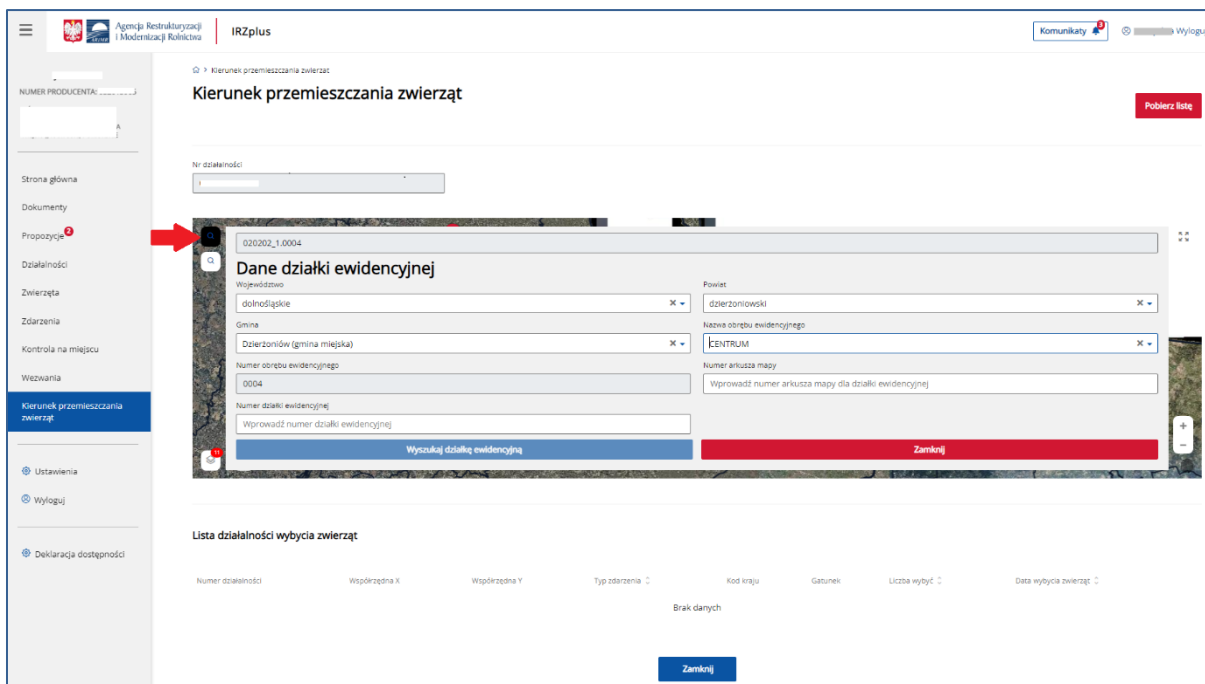 Agencja Restrukturyzacji
i Modernizacji Rolnictwa
IRZplus
Komunikaty 3
Wyloguj
NUMER PRODUCENTA:
A
Strona główna
Dokumenty
Propozycje 2
Działalności
Zwierzęta
Zdarzenia
Kontrola na miejscu
Wezwania
Kierunek przemieszczania
zwierząt
Ustawienia
Wyloguj
Deklaracja dostępności
> Kierunek przemieszczania zwierząt
Kierunek przemieszczania zwierząt
Pobierz listę
Nr działalności
020202_1.0004
Dane działki ewidencyjnej
Województwo
Powiat
dolnośląskie
dzierżoniowski
Gmina
Nazwa obrębu ewidencyjnego
Dzierżoniów (gmina miejska)
CENTRUM
Numer obrębu ewidencyjnego
Numer arkusza mapy
0004
Wprowadź numer arkusza mapy dla działki ewidencyjnej
Numer działki ewidencyjnej
Wprowadź numer działki ewidencyjnej
Wyszukaj działkę ewidencyjną
Zamknij
11
+
−
Lista działalności wybycia zwierząt
Numer działalności Współrzędna X Współrzędna Y Typ zdarzenia Kod kraju Gatunek Liczba wybyć Data wybycia zwierząt
Brak danych
Zamknij